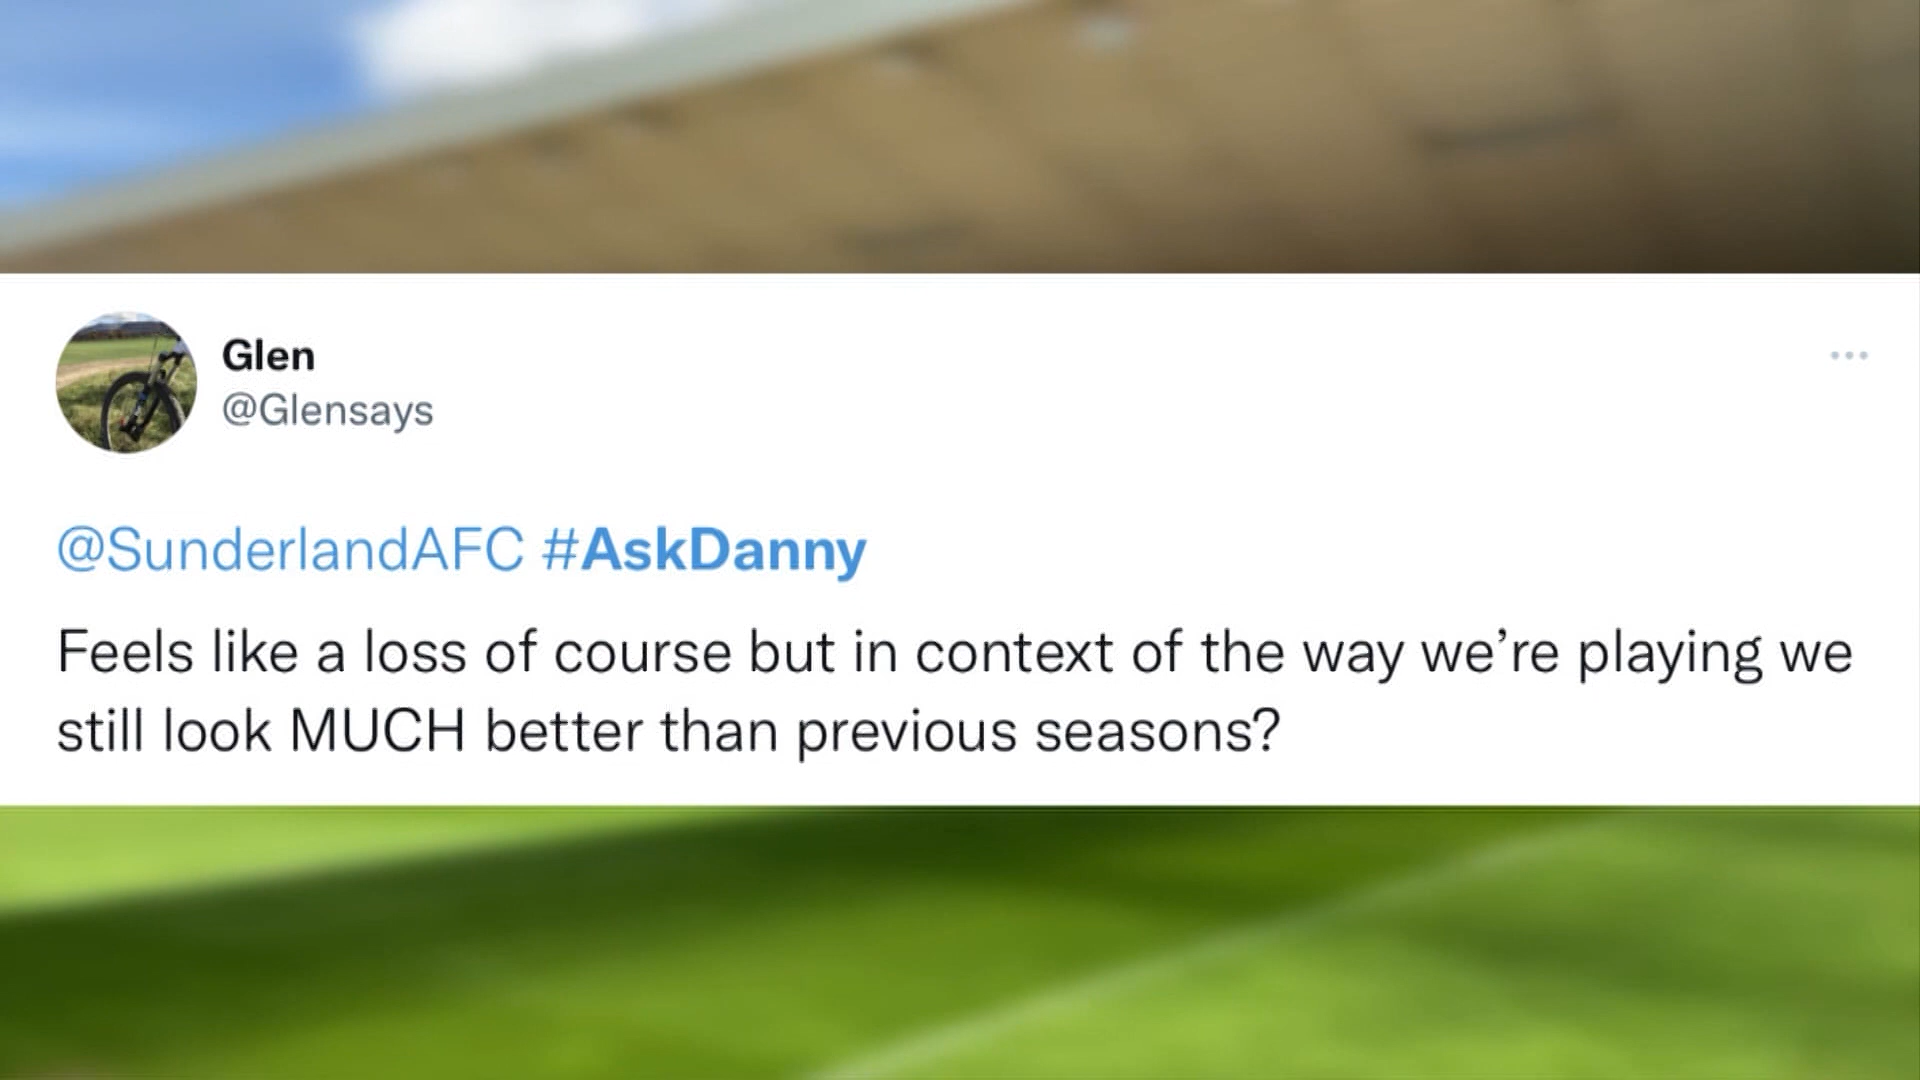 Glen
@Glensays
@SunderlandAFC #AskDanny
Feels like a loss of course but in context of the way we’re playing we
still look MUCH better than previous seasons?